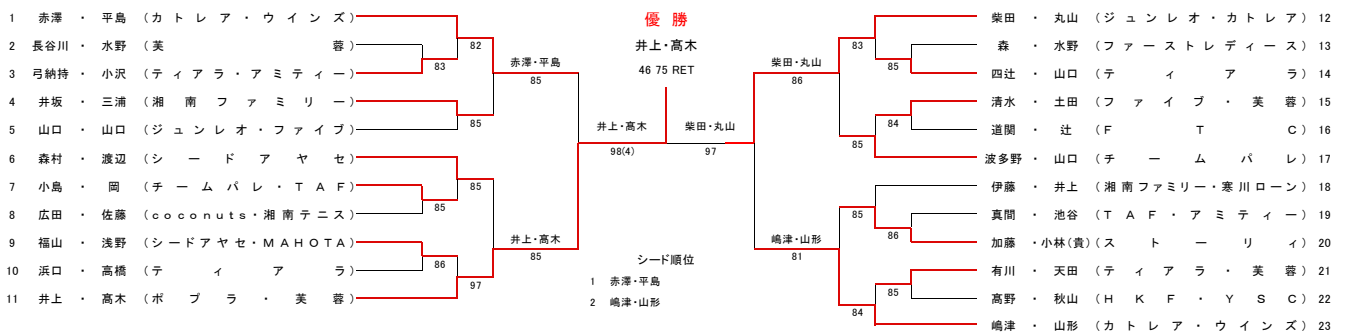 優 勝
井上・髙木
46 75 RET
1 赤澤 ・ 平島 （カトレア・ウインズ）
2 長谷川 ・ 水野 （芙 蓉）
3 弓納持 ・ 小沢 （ティアラ・アミティー）
4 井坂 ・ 三浦 （湘南ファミリー）
5 山口 ・ 山口 （ジュンレオ・ファイブ）
6 森村 ・ 渡辺 （シードアヤセ）
7 小島 ・ 岡 （チームパレ・TAF）
8 広田 ・ 佐藤 （coconuts・湘南テニス）
9 福山 ・ 浅野 （シードアヤセ・MAHOTA）
10 浜口 ・ 高橋 （ティアラ）
11 井上 ・ 髙木 （ポプラ・芙蓉）
82
83
85
85
85
86
97
赤澤・平島
85
井上・髙木
85
井上・髙木
98(4)
柴田・丸山
97
柴田・丸山
86
嶋津・山形
81
83
85
84
85
85
86
85
84
柴田 ・ 丸山 （ジュンレオ・カトレア） 12
森 ・ 水野 （ファーストレディース） 13
四辻 ・ 山口 （ティアラ） 14
清水 ・ 土田 （ファイブ・芙蓉） 15
道関 ・ 辻 （FTC） 16
波多野 ・ 山口 （チームパレ） 17
伊藤 ・ 井上 （湘南ファミリー・寒川ローン） 18
真間 ・ 池谷 （TAF・アミティー） 19
加藤 ・ 小林(貴) （ストーリィ） 20
有川 ・ 天田 （ティアラ・芙蓉） 21
髙野 ・ 秋山 （HKF・YSC） 22
嶋津 ・ 山形 （カトレア・ウインズ） 23
シード順位
1 赤澤・平島
2 嶋津・山形